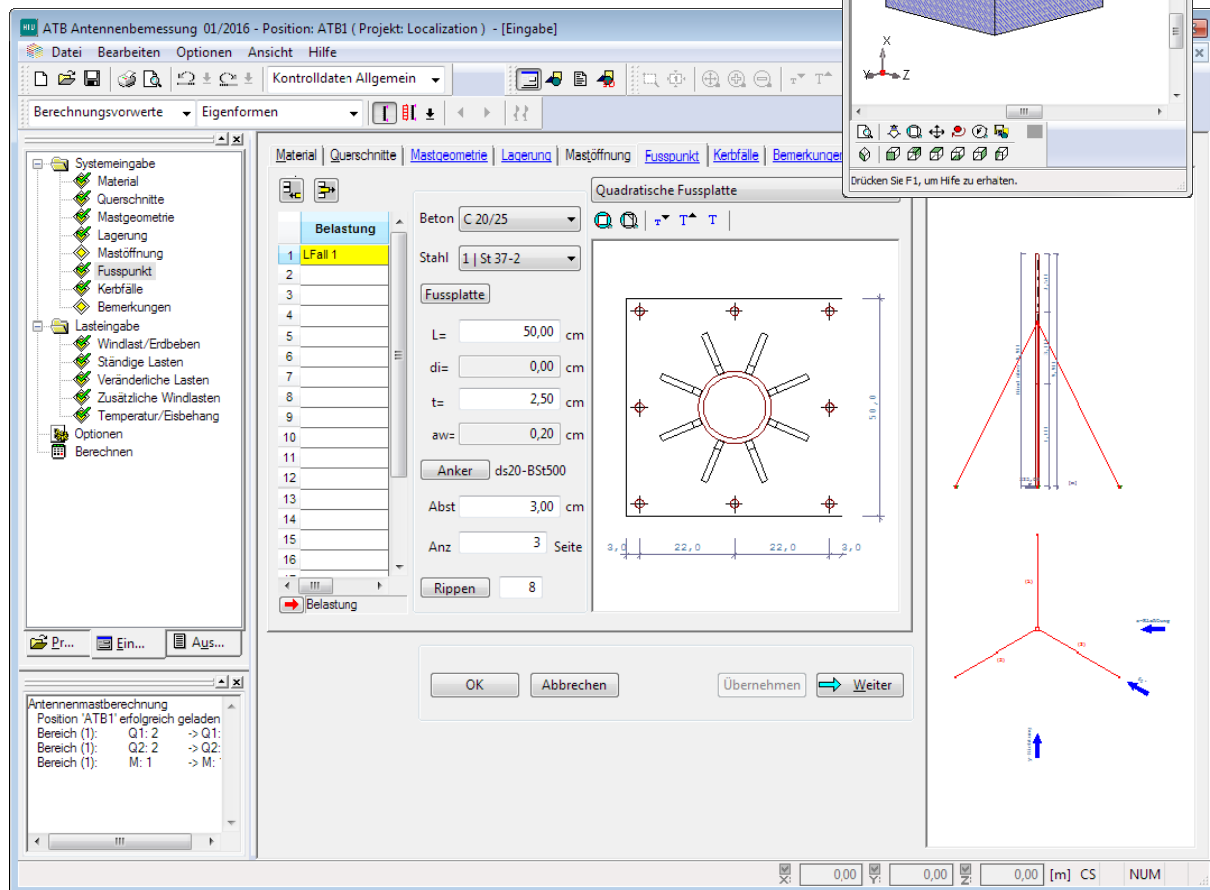 ATB Antennenbemessung 01/2016 - Position: ATB1 ( Projekt: Localization ) - [Eingabe]
Datei Bearbeiten Optionen Ansicht Hilfe
Kontrolldaten Allgemein
Berechnungsvorwerte Eigenformen
X
Y Z
Drücken Sie F1, um Hilfe zu erhalten.
Systemeingabe
Material
Querschnitte
Mastgeometrie
Lagerung
Mastöffnung
Fusspunkt
Kerbfälle
Bemerkungen
Lasteingabe
Windlast/Erdbeben
Ständige Lasten
Veränderliche Lasten
Zusätzliche Windlasten
Temperatur/Eisbehang
Optionen
Berechnen
Pr... Ein... Aus...
Antennenmastberechnung
Position 'ATB1' erfolgreich geladen
Bereich (1): Q1: 2 -> Q1:
Bereich (1): Q2: 2 -> Q2:
Bereich (1): M: 1 -> M:
Material Querschnitte Mastgeometrie Lagerung Mastöffnung Fusspunkt Kerbfälle Bemerkungen
Belastung
1 LFall 1
2
3
4
5
6
7
8
9
10
11
12
13
14
15
16
Belastung
Beton C 20/25
Stahl 1 | St 37-2
Fussplatte
L= 50,00 cm
di= 0,00 cm
t= 2,50 cm
aw= 0,20 cm
Anker ds20-BSt500
Abst 3,00 cm
Anz 3 Seite
Rippen 8
Quadratische Fussplatte
T T T
50,0
3,0 22,0 22,0 3,0
OK Abbrechen Übernehmen Weiter
X: 0,00 Y: 0,00 Z: 0,00 [m] CS NUM